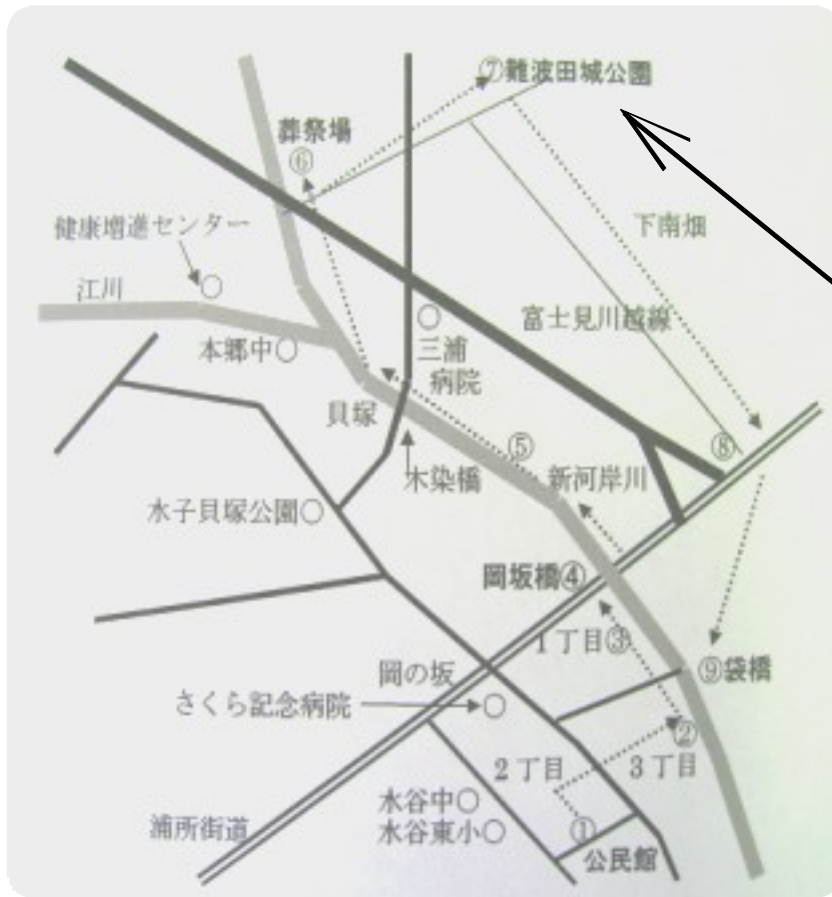 ⑦難波田城公園
葬祭場
⑥
健康増進センター
下南畑
江川
富士見川越線
本郷中
三浦
病院
貝塚
⑤
⑧
木染橋
新河岸川
水子貝塚公園
岡坂橋④
1丁目③
岡の坂
⑨袋橋
さくら記念病院
②
2丁目
3丁目
水谷中
水谷東小
浦所街道
①
公民館